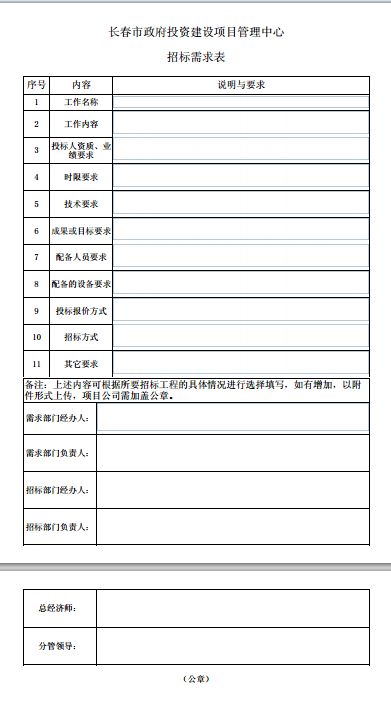 长春市政府投资建设项目管理中心
招标需求表
序号 内容 说明与要求
1 工作名称
2 工作内容
3 投标人资质、业
绩要求
4 时限要求
5 技术要求
6 成果或目标要求
7 配备人员要求
8 配备的设备要求
9 投标报价方式
10 招标方式
11 其它要求
备注：上述内容可根据所要招标工程的具体情况进行选择填写，如有增加，以附
件形式上传，项目公司需加盖公章。
需求部门经办人：
需求部门负责人：
招标部门经办人：
招标部门负责人：
总经济师：
分管领导：
（公章）